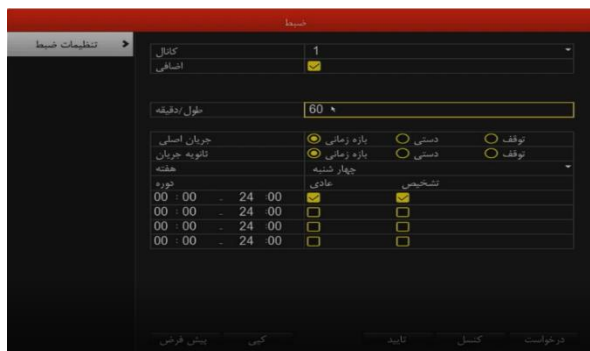 ضبط
تنظیمات ضبط
کانال 1
اضافی
طول/دقیقه 60
جریان اصلی بازه زمانی دستی توقف
ثانویه جریان بازه زمانی دستی توقف
هفته چهار شنبه
دوره عادی تشخیص
00 : 00 - 24 :00
00 : 00 - 24 :00
00 : 00 - 24 :00
00 : 00 - 24 :00
پیش فرض کپی تایید کنسل درخواست